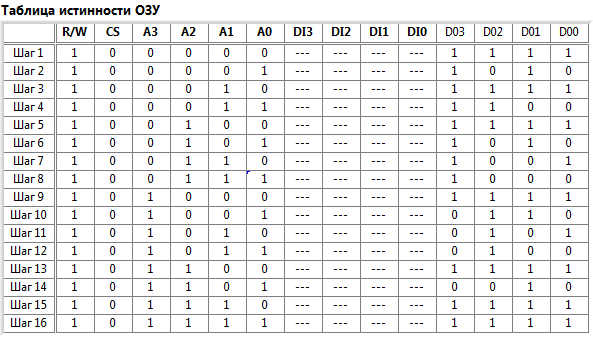 Таблица истинности ОЗУ
R/W CS A3 A2 A1 A0 DI3 DI2 DI1 DI0 D03 D02 D01 D00
Шаг 1 1 0 0 0 0 0 --- --- --- --- 1 1 1 1
Шаг 2 1 0 0 0 0 1 --- --- --- --- 1 0 1 0
Шаг 3 1 0 0 0 1 0 --- --- --- --- 1 1 1 1
Шаг 4 1 0 0 0 1 1 --- --- --- --- 1 1 0 0
Шаг 5 1 0 0 1 0 0 --- --- --- --- 1 1 1 1
Шаг 6 1 0 0 1 0 1 --- --- --- --- 1 0 1 0
Шаг 7 1 0 0 1 1 0 --- --- --- --- 1 0 0 1
Шаг 8 1 0 0 1 1 1 --- --- --- --- 1 0 0 0
Шаг 9 1 0 1 0 0 0 --- --- --- --- 1 1 1 1
Шаг 10 1 0 1 0 0 1 --- --- --- --- 0 1 1 0
Шаг 11 1 0 1 0 1 0 --- --- --- --- 0 1 0 1
Шаг 12 1 0 1 0 1 1 --- --- --- --- 0 1 0 0
Шаг 13 1 0 1 1 0 0 --- --- --- --- 1 1 1 1
Шаг 14 1 0 1 1 0 1 --- --- --- --- 0 0 1 0
Шаг 15 1 0 1 1 1 0 --- --- --- --- 1 1 1 1
Шаг 16 1 0 1 1 1 1 --- --- --- --- 1 1 1 1